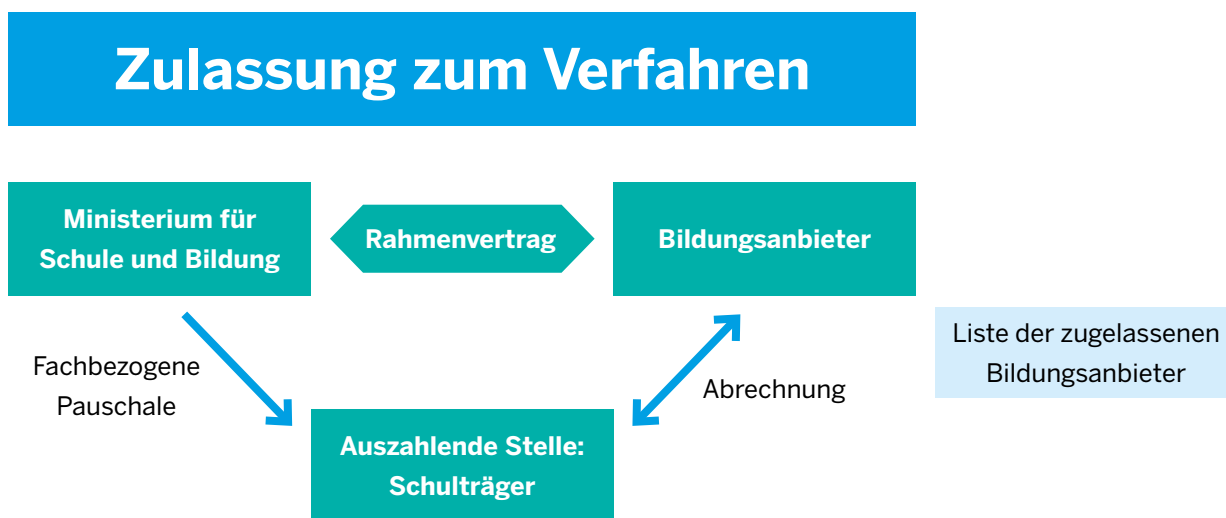 Zulassung zum Verfahren
Ministerium für
Schule und Bildung
Rahmenvertrag
Bildungsanbieter
Fachbezogene
Pauschale
Abrechnung
Liste der zugelassenen
Bildungsanbieter
Auszahlende Stelle:
Schulträger